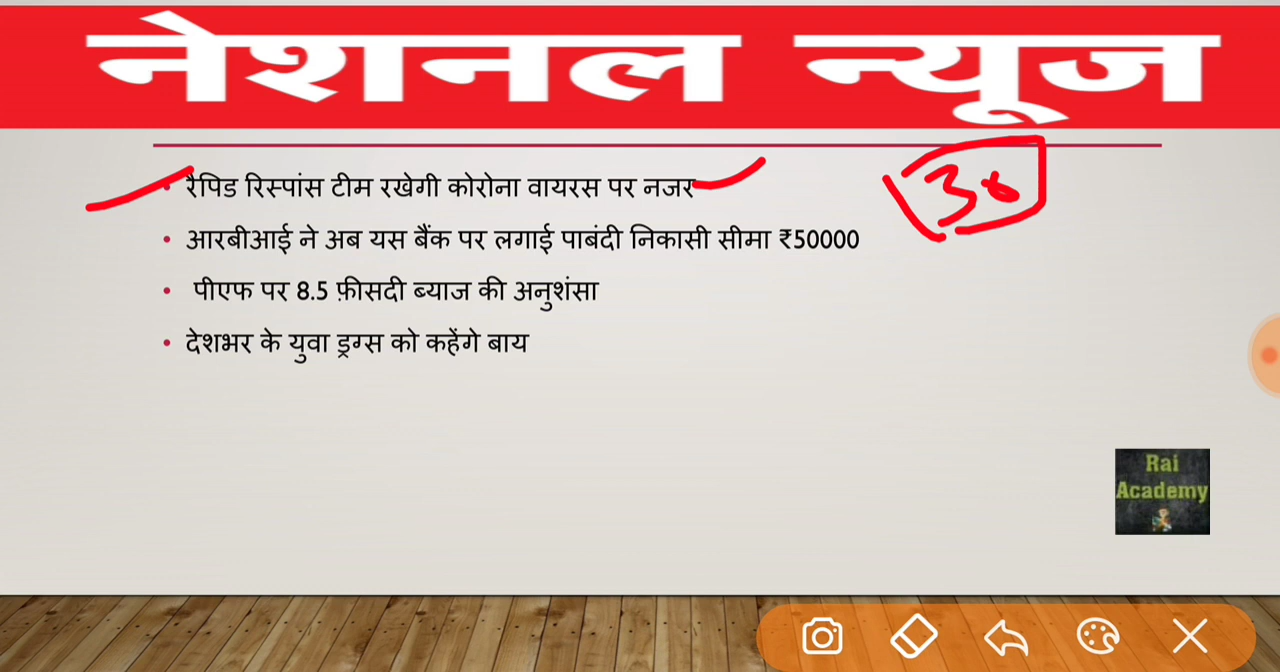 नेशनल न्यूज
रैपिड रिस्पांस टीम रखेगी कोरोना वायरस पर नजर
आरबीआई ने अब यस बैंक पर लगाई पाबंदी निकासी सीमा ₹50000
पीएफ पर 8.5 फ़ीसदी ब्याज की अनुशंसा
देशभर के युवा ड्रग्स को कहेंगे बाय
Rai
Academy